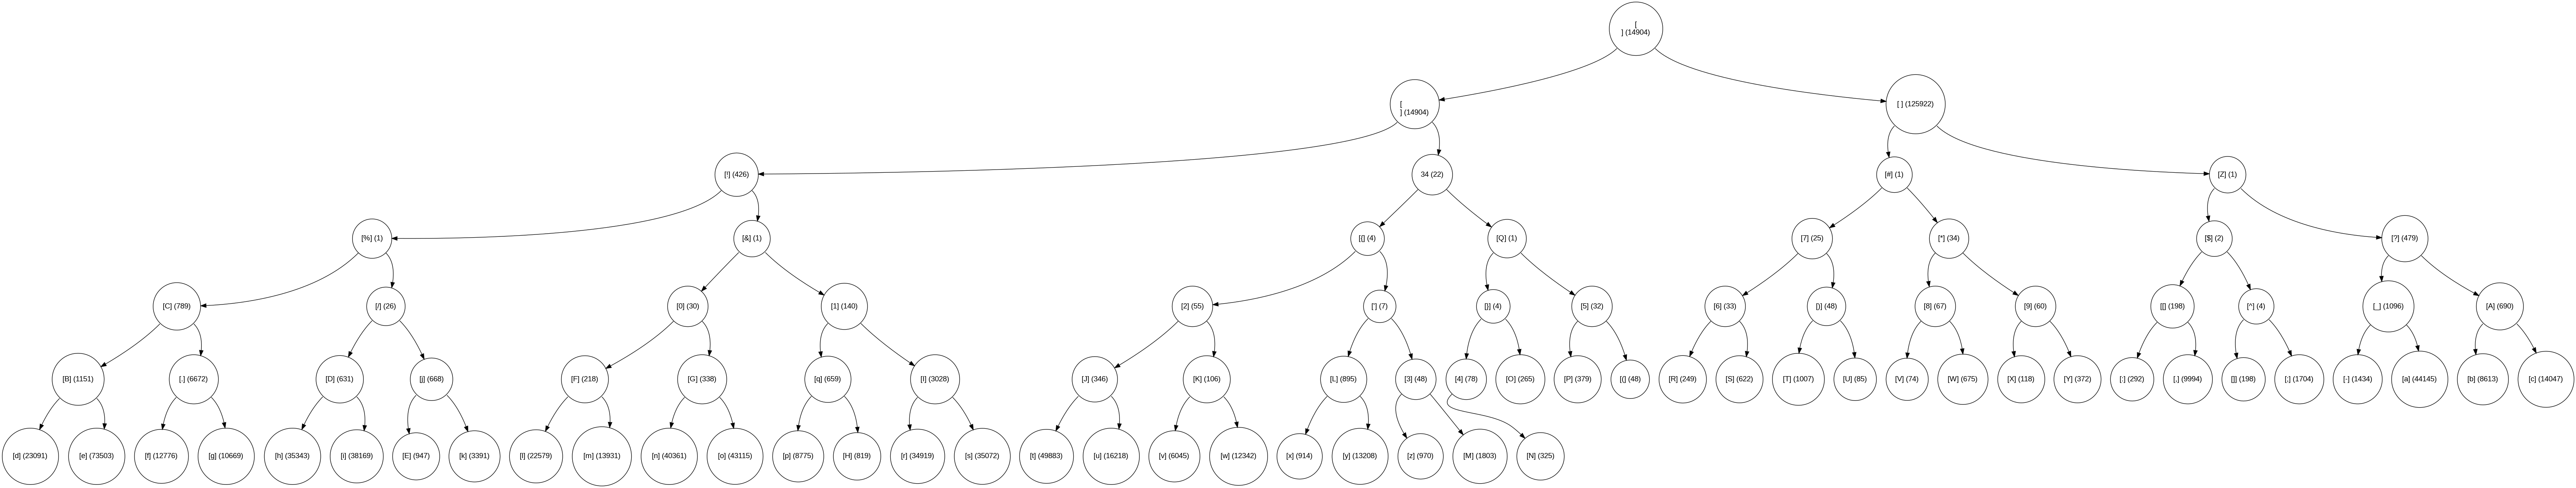 [
] (14904)
[
] (14904)
[ ] (125922)
[!] (426)
34 (22)
[#] (1)
[Z] (1)
[%] (1)
[&] (1)
[{] (4)
[Q] (1)
[7] (25)
[*] (34)
[$] (2)
[?] (479)
[C] (789)
[/] (26)
[0] (30)
[1] (140)
[2] (55)
['] (7)
[}] (4)
[5] (32)
[6] (33)
[)] (48)
[8] (67)
[9] (60)
[[] (198)
[^] (4)
[_] (1096)
[A] (690)
[B] (1151)
[.] (6672)
[D] (631)
[j] (668)
[F] (218)
[G] (338)
[q] (659)
[I] (3028)
[J] (346)
[K] (106)
[L] (895)
[3] (48)
[4] (78)
[O] (265)
[P] (379)
[(] (48)
[R] (249)
[S] (622)
[T] (1007)
[U] (85)
[V] (74)
[W] (675)
[X] (118)
[Y] (372)
[:] (292)
[,] (9994)
[]] (198)
[;] (1704)
[-] (1434)
[a] (44145)
[b] (8613)
[c] (14047)
[d] (23091)
[e] (73503)
[f] (12776)
[g] (10669)
[h] (35343)
[i] (38169)
[E] (947)
[k] (3391)
[l] (22579)
[m] (13931)
[n] (40361)
[o] (43115)
[p] (8775)
[H] (819)
[r] (34919)
[s] (35072)
[t] (49883)
[u] (16218)
[v] (6045)
[w] (12342)
[x] (914)
[y] (13208)
[z] (970)
[M] (1803)
[N] (325)